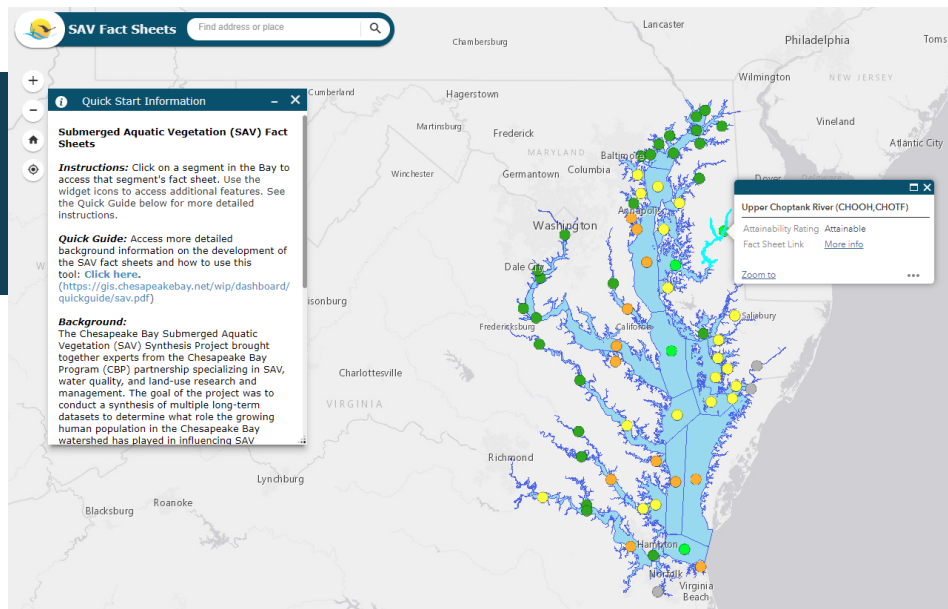 SAV Fact Sheets
Find address or place
Quick Start Information
Submerged Aquatic Vegetation (SAV) Fact
Sheets
Instructions: Click on a segment in the Bay to
access that segment's fact sheet. Use the
widget icons to access additional features. See
the Quick Guide below for more detailed
instructions.
Quick Guide: Access more detailed
background information on the development of
the SAV fact sheets and how to use this
tool: Click here.
(https://gis.chesapeakebay.net/wip/dashboard/
quickguide/sav.pdf)
Background:
The Chesapeake Bay Submerged Aquatic
Vegetation (SAV) Synthesis Project brought
together experts from the Chesapeake Bay
Program (CBP) partnership specializing in SAV,
water quality, and land-use research and
management. The goal of the project was to
conduct a synthesis of multiple long-term
datasets to determine what role the growing
human population in the Chesapeake Bay
watershed has played in influencing SAV
Upper Choptank River (CHOOH,CHOTF)
Attainability Rating Attainable
Fact Sheet Link More info
Zoom to
Lancaster
Chambersburg
Philadelphia
Toms
Wilmington
NEW JERSEY
Cumberland
Hagerstown
Vineland
Martinsburg
Frederick
Atlantic City
MARYLAND
Baltimore
Winchester
Germantown
Columbia
Dover
Annapolis
Washington
Dale City
isonburg
Fredericksburg
California
Salisbury
Charlottesville
VIRGINIA
Richmond
Lynchburg
Roanoke
Blacksburg
Hampton
Norfolk
Virginia
Beach